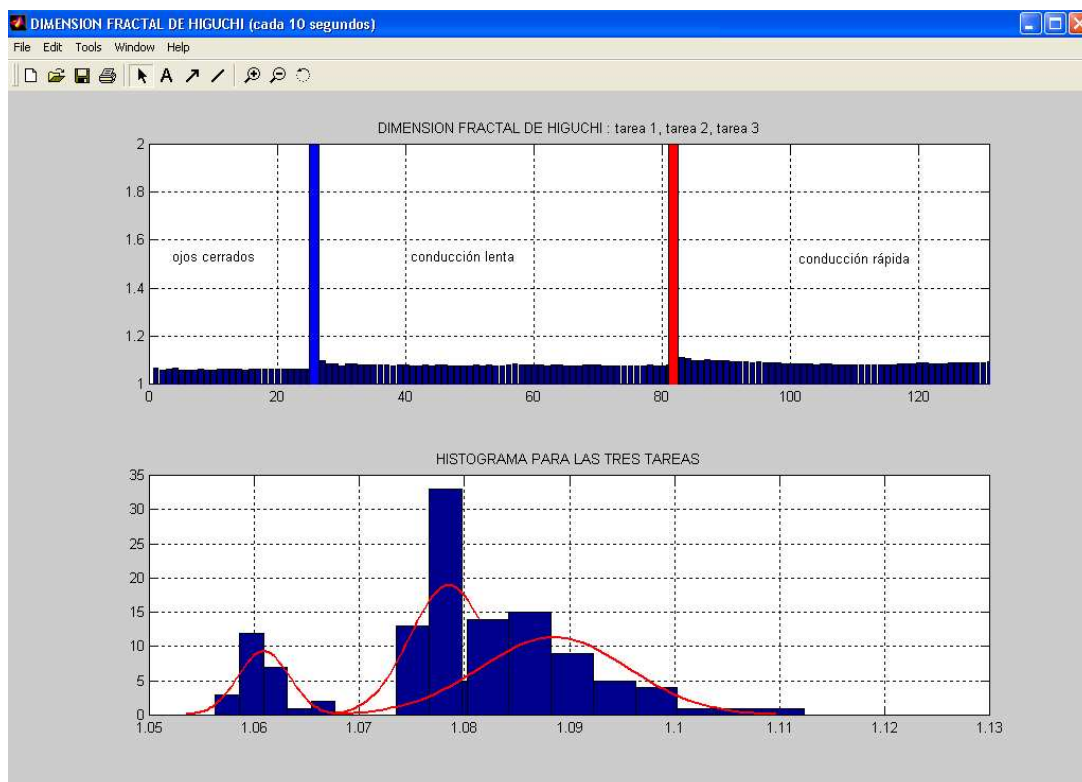 DIMENSION FRACTAL DE HIGUCHI (cada 10 segundos)
File Edit Tools Window Help
A
DIMENSION FRACTAL DE HIGUCHI : tarea 1, tarea 2, tarea 3
2
1.8
1.6
ojos cerrados conducción lenta conducción rápida
1.4
1.2
1
0 20 40 60 80 100 120
HISTOGRAMA PARA LAS TRES TAREAS
35
30
25
20
15
10
5
0
1.05 1.06 1.07 1.08 1.09 1.1 1.11 1.12 1.13